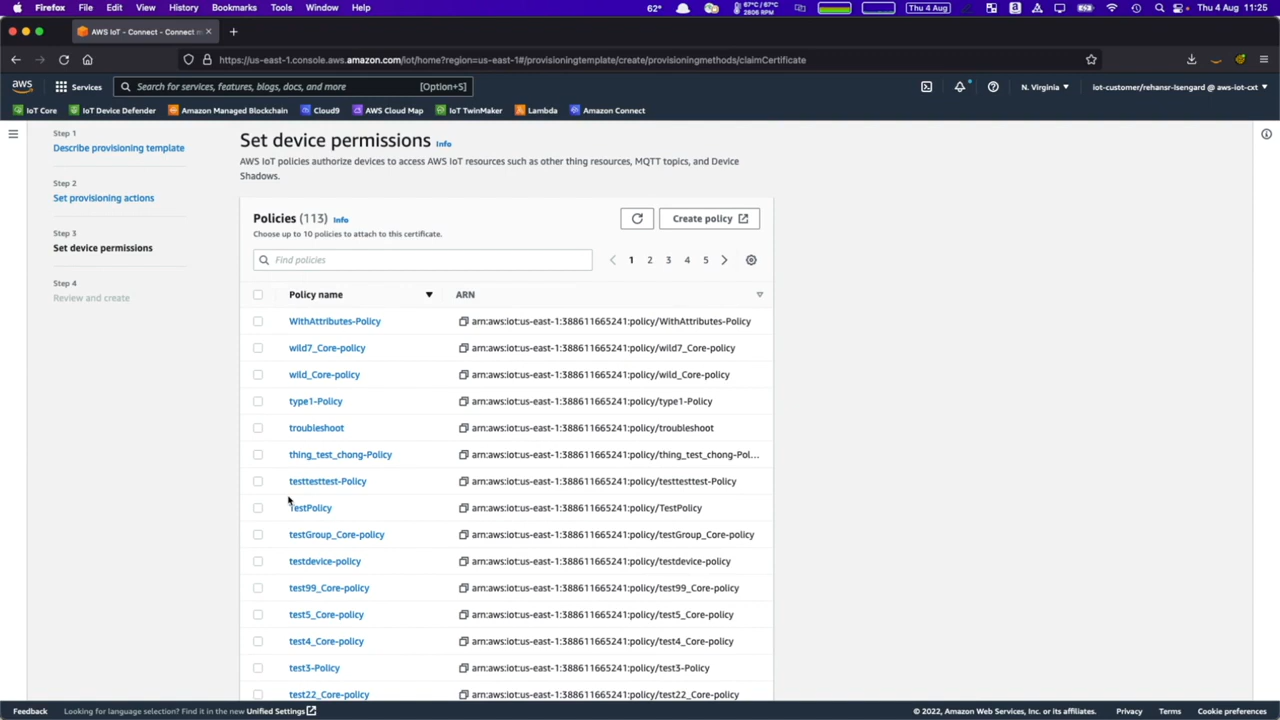 Firefox File Edit View History Bookmarks Tools Window Help
62° 67°C/ 67° 2606 RPM Thu 4 Aug Thu 4 Aug 11:25
AWS IoT - Connect - Connect m
https://us-east-1.console.aws.amazon.com/iot/home?region=us-east-1#/provisioningtemplate/create/provisioningmethods/claimCertificate
aws Services Search for services, features, blogs, docs, and more [Option+S] N. Virginia iot-customer/rehansr-isengard @ aws-iot-cxt
IoT Core IoT Device Defender Amazon Managed Blockchain Cloud9 AWS Cloud Map IoT TwinMaker Lambda Amazon Connect
Step 1
Describe provisioning template
Step 2
Set provisioning actions
Step 3
Set device permissions
Step 4
Review and create
Set device permissions Info
AWS IoT policies authorize devices to access AWS IoT resources such as other thing resources, MQTT topics, and Device
Shadows.
Policies (113) Info
Create policy
Choose up to 10 policies to attach to this certificate.
Find policies 1 2 3 4 5
Policy name ARN
WithAttributes-Policy arn:aws:iot:us-east-1:388611665241:policy/WithAttributes-Policy
wild7_Core-policy arn:aws:iot:us-east-1:388611665241:policy/wild7_Core-policy
wild_Core-policy arn:aws:iot:us-east-1:388611665241:policy/wild_Core-policy
type1-Policy arn:aws:iot:us-east-1:388611665241:policy/type1-Policy
troubleshoot arn:aws:iot:us-east-1:388611665241:policy/troubleshoot
thing_test_chong-Policy arn:aws:iot:us-east-1:388611665241:policy/thing_test_chong-Pol...
testtesttest-Policy arn:aws:iot:us-east-1:388611665241:policy/testtesttest-Policy
TestPolicy arn:aws:iot:us-east-1:388611665241:policy/TestPolicy
testGroup_Core-policy arn:aws:iot:us-east-1:388611665241:policy/testGroup_Core-policy
testdevice-policy arn:aws:iot:us-east-1:388611665241:policy/testdevice-policy
test99_Core-policy arn:aws:iot:us-east-1:388611665241:policy/test99_Core-policy
test5_Core-policy arn:aws:iot:us-east-1:388611665241:policy/test5_Core-policy
test4_Core-policy arn:aws:iot:us-east-1:388611665241:policy/test4_Core-policy
test3-Policy arn:aws:iot:us-east-1:388611665241:policy/test3-Policy
test22_Core-policy arn:aws:iot:us-east-1:388611665241:policy/test22_Core-policy
Feedback Looking for language selection? Find it in the new Unified Settings © 2022, Amazon Web Services, Inc. or its affiliates. Privacy Terms Cookie preferences